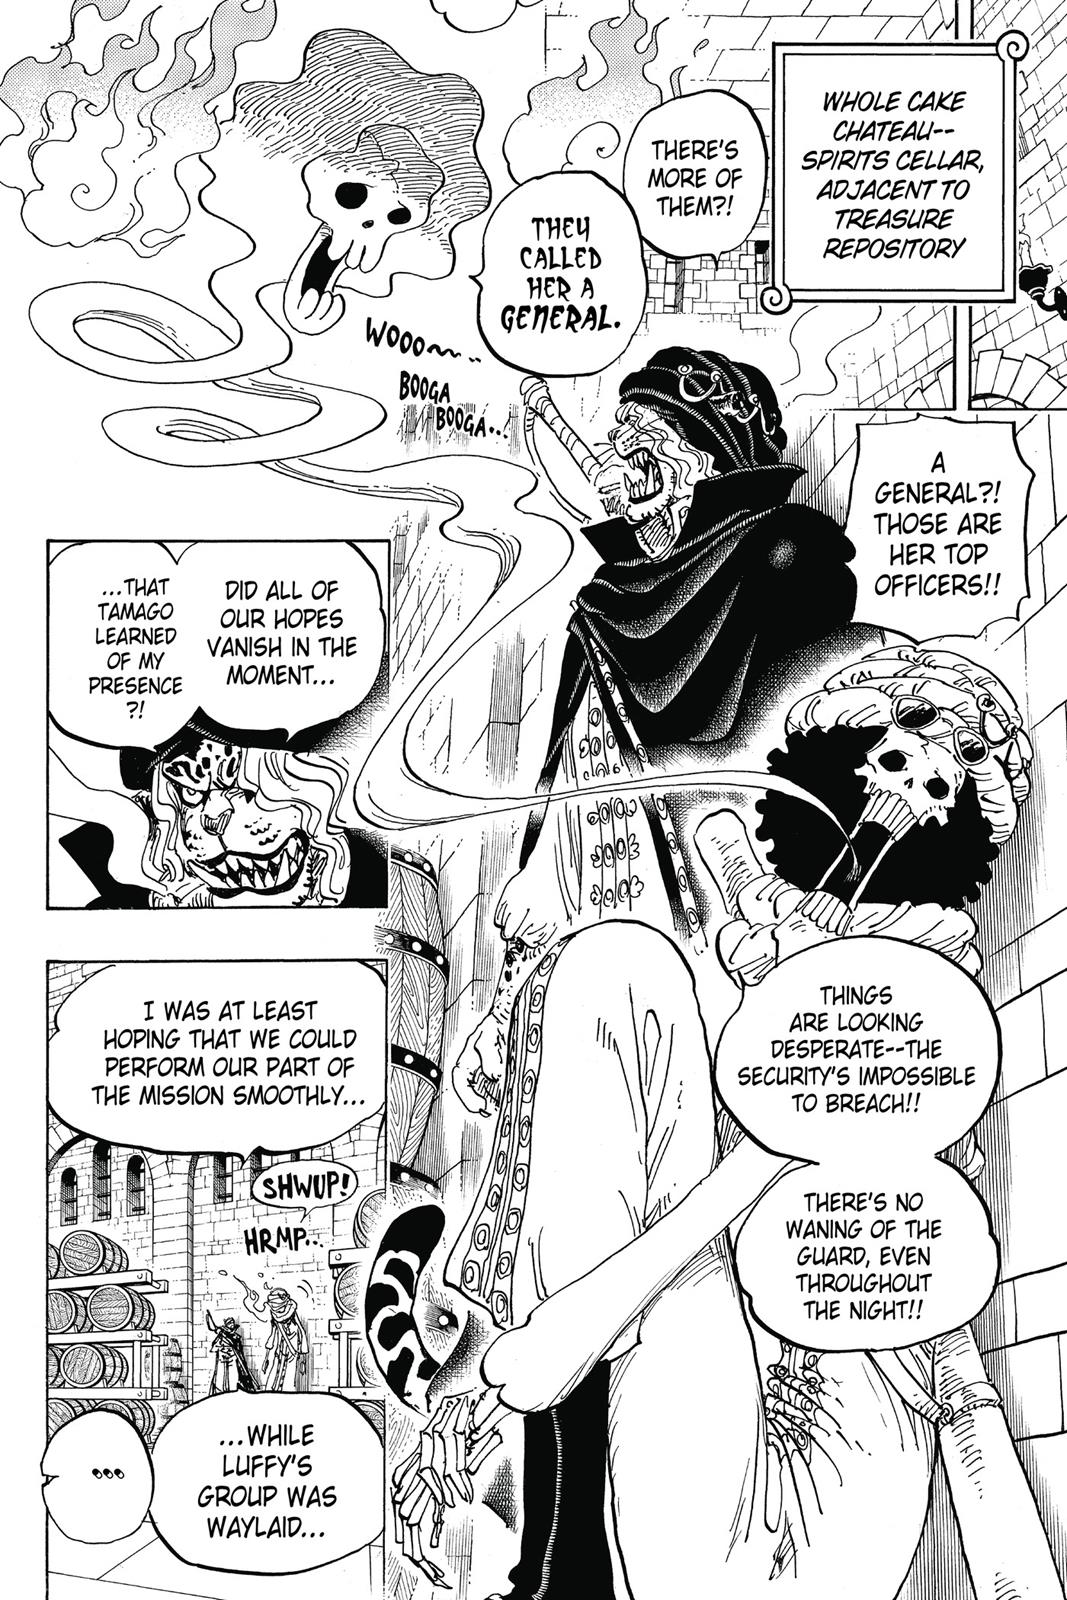 WHOLE CAKE
CHATEAU--
SPIRITS CELLAR,
ADJACENT TO
TREASURE
REPOSITORY
THERE'S
MORE OF
THEM?!
THEY
CALLED
HER A
GENERAL.
WOOO~~..
BOOGA
BOOGA...!
A
GENERAL?!
THOSE ARE
HER TOP
OFFICERS!!
THINGS
ARE LOOKING
DESPERATE--THE
SECURITY'S IMPOSSIBLE
TO BREACH!!
THERE'S NO
WANING OF THE
GUARD, EVEN
THROUGHOUT
THE NIGHT!!
DID ALL OF
OUR HOPES
VANISH IN THE
MOMENT...
...THAT
TAMAGO
LEARNED
OF MY
PRESENCE
?!
I WAS AT LEAST
HOPING THAT WE COULD
PERFORM OUR PART OF
THE MISSION SMOOTHLY...
SHWUP!
HRMP...
...WHILE
LUFFY'S
GROUP WAS
WAYLAID...
...